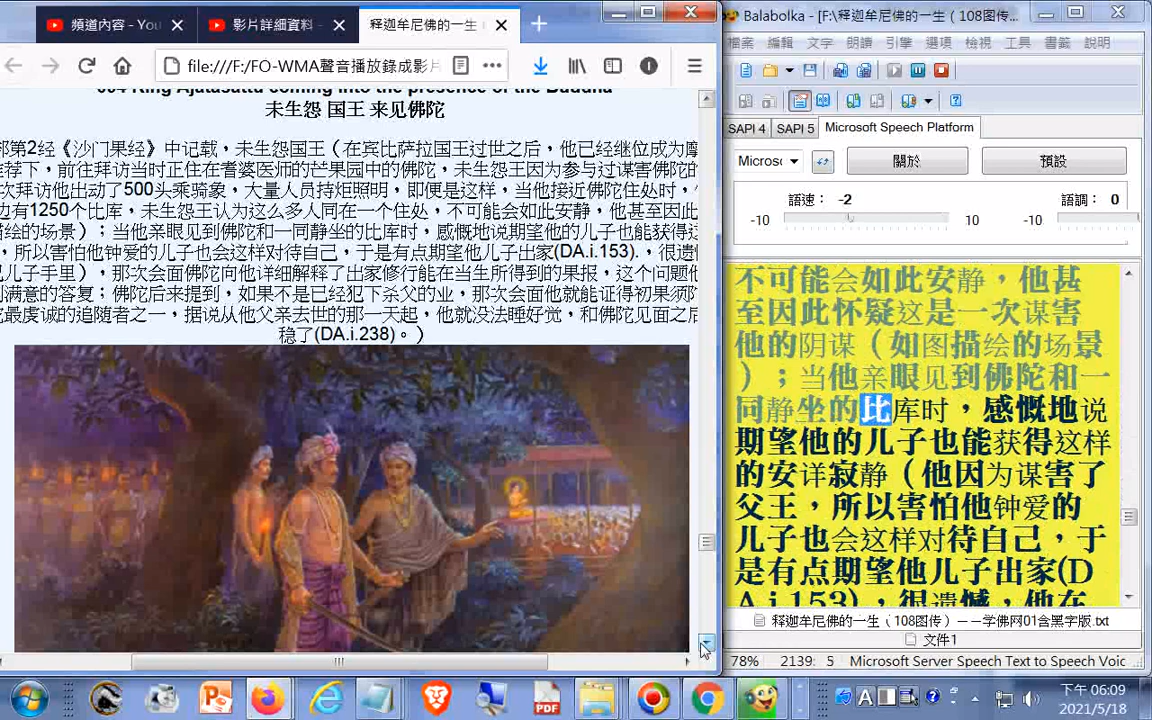 頻道內容 - You
影片詳細資料 -
释迦牟尼佛的一生
file:///F:/FO-WMA聲音播放錄成影片
084 King Ajatasattu coming into the presence of the Buddha
未生怨 国王 来见佛陀
部第2经《沙门果经》中记载，未生怨国王（在宾比萨拉国王过世之后，他已经继位成为摩
推荐下，前往拜访当时正住在耆婆医师的芒果园中的佛陀，未生怨王因为参与过谋害佛陀的
次拜访他出动了500头乘骑象，大量人员持炬照明，即便是这样，当他接近佛陀住处时，
边有1250个比库，未生怨王认为这么多人同在一个住处，不可能会如此安静，他甚至因此
描绘的场景）；当他亲眼见到佛陀和一同静坐的比库时，感慨地说期望他的儿子也能获得这
，所以害怕他钟爱的儿子也会这样对待自己，于是有点期望他儿子出家(DA.i.153).，很遗
己儿子手里），那次会面佛陀向他详细解释了出家修行能在当生所得到的果报，这个问题他
到满意的答复；佛陀后来提到，如果不是已经犯下杀父的业，那次会面他就能证得初果须陀
陀最虔诚的追随者之一，据说从他父亲去世的那一天起，他就没法睡好觉，和佛陀见面之后
稳了(DA.i.238)。）
Balabolka - [F:\释迦牟尼佛的一生（108图传）...
檔案 編輯 文字 朗讀 引擎 選項 檢視 工具 書籤 說明
SAPI 4 SAPI 5 Microsoft Speech Platform
Micros 關於 預設
語速： -2 語調： 0
-10 10 -10
不可能会如此安静，他甚
至因此怀疑这是一次谋害
他的阴谋（如图描绘的场景
）；当他亲眼见到佛陀和一
同静坐的比库时，感慨地说
期望他的儿子也能获得这样
的安详寂静（他因为谋害了
父王，所以害怕他钟爱的
儿子也会这样对待自己，于
是有点期望他儿子出家(D
A.i.153).，很遗憾，他在
释迦牟尼佛的一生（108图传）——学佛网01含黑字版.txt
文件1
78% 2139: 5 Microsoft Server Speech Text to Speech Voic
下午 06:09
2021/5/18